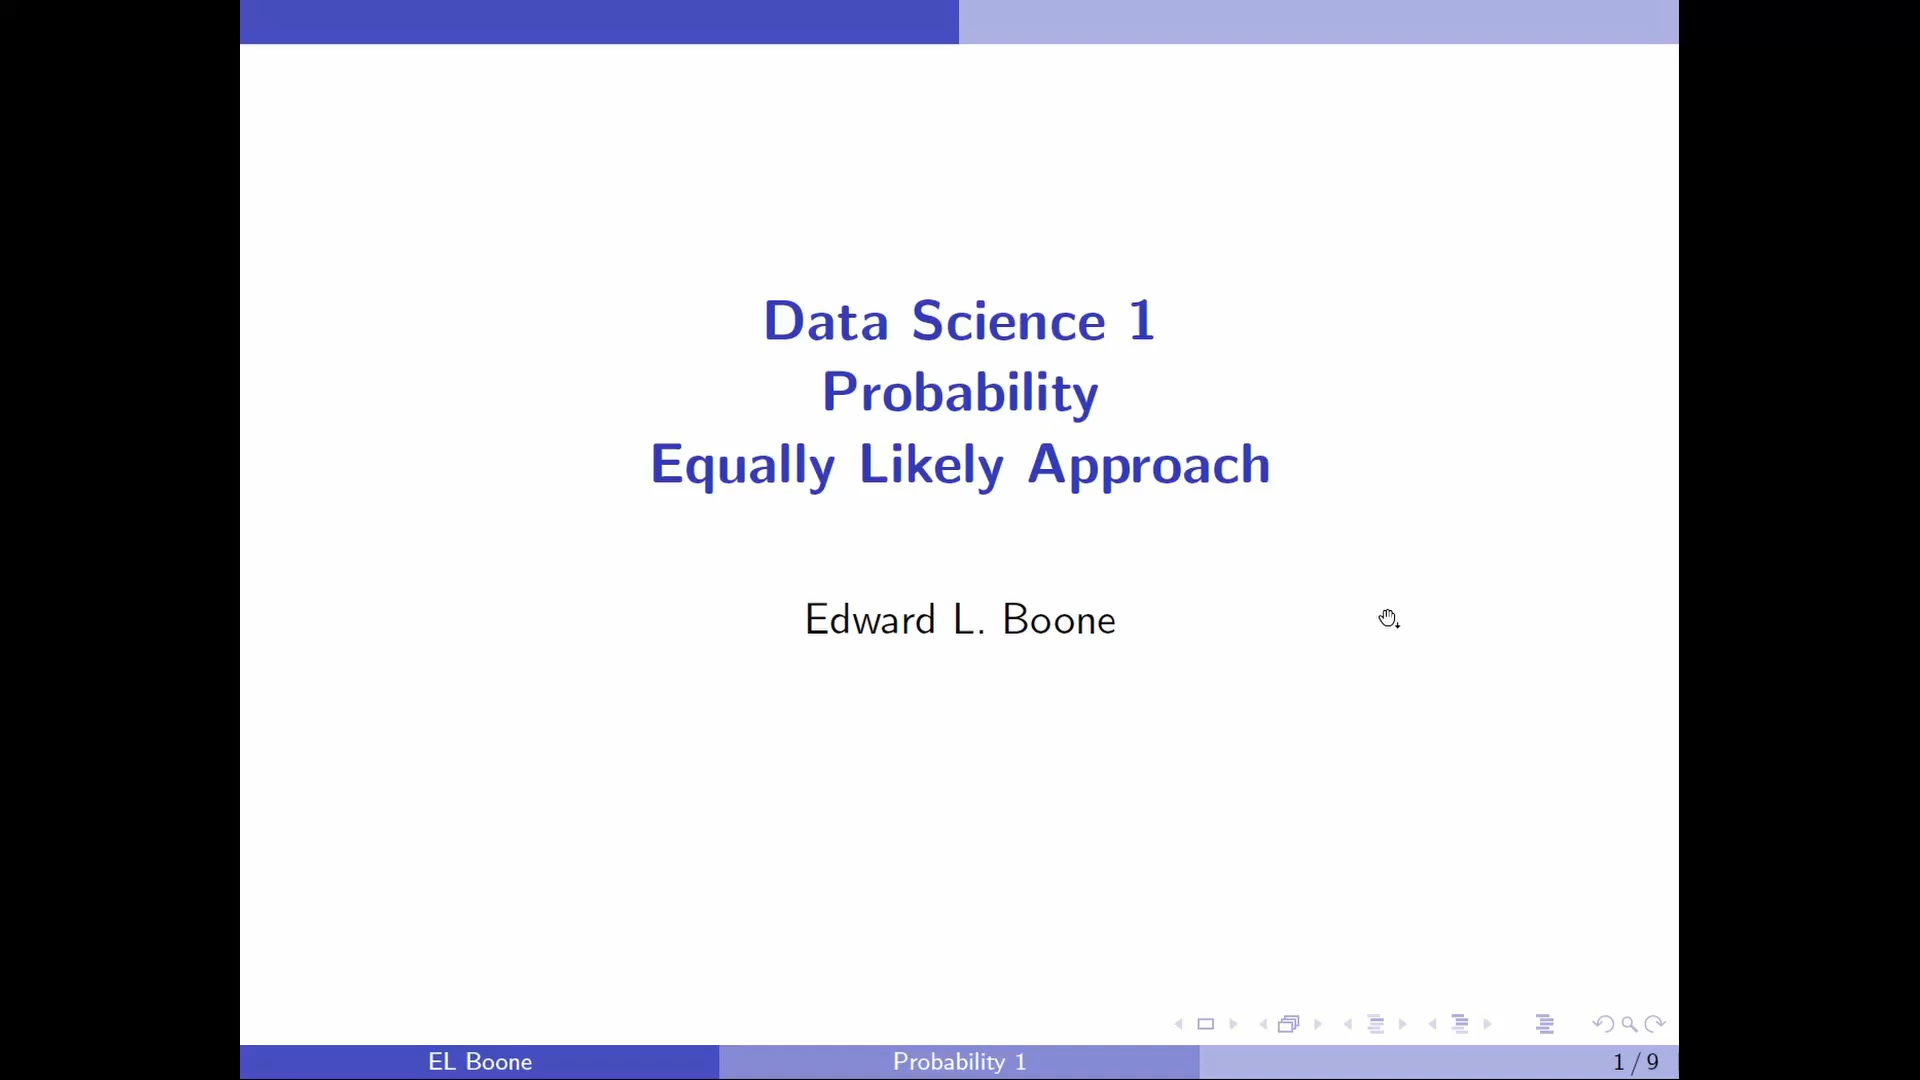 Data Science 1
Probability
Equally Likely Approach
Edward L. Boone
EL Boone
Probability 1
1 / 9